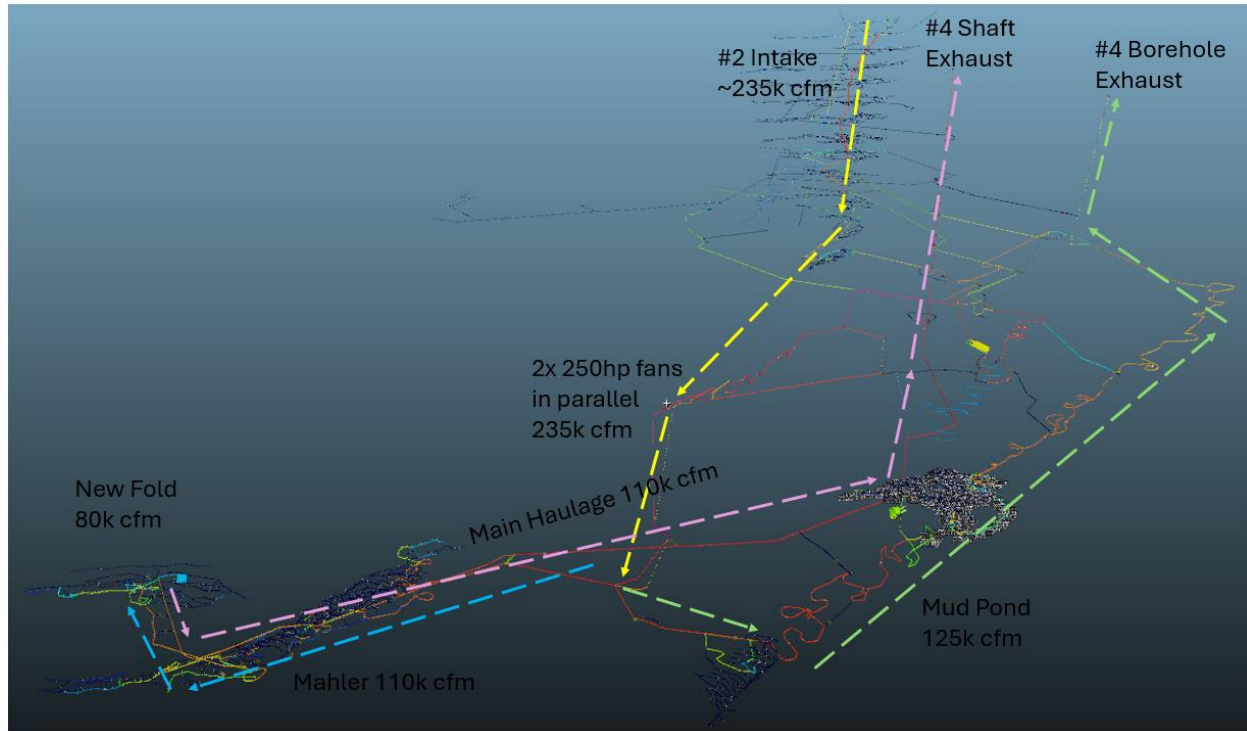 #2 Intake
~235k cfm
#4 Shaft
Exhaust
#4 Borehole
Exhaust
2x 250hp fans
in parallel
235k cfm
New Fold
80k cfm
Main Haulage 110k cfm
Mahler 110k cfm
Mud Pond
125k cfm